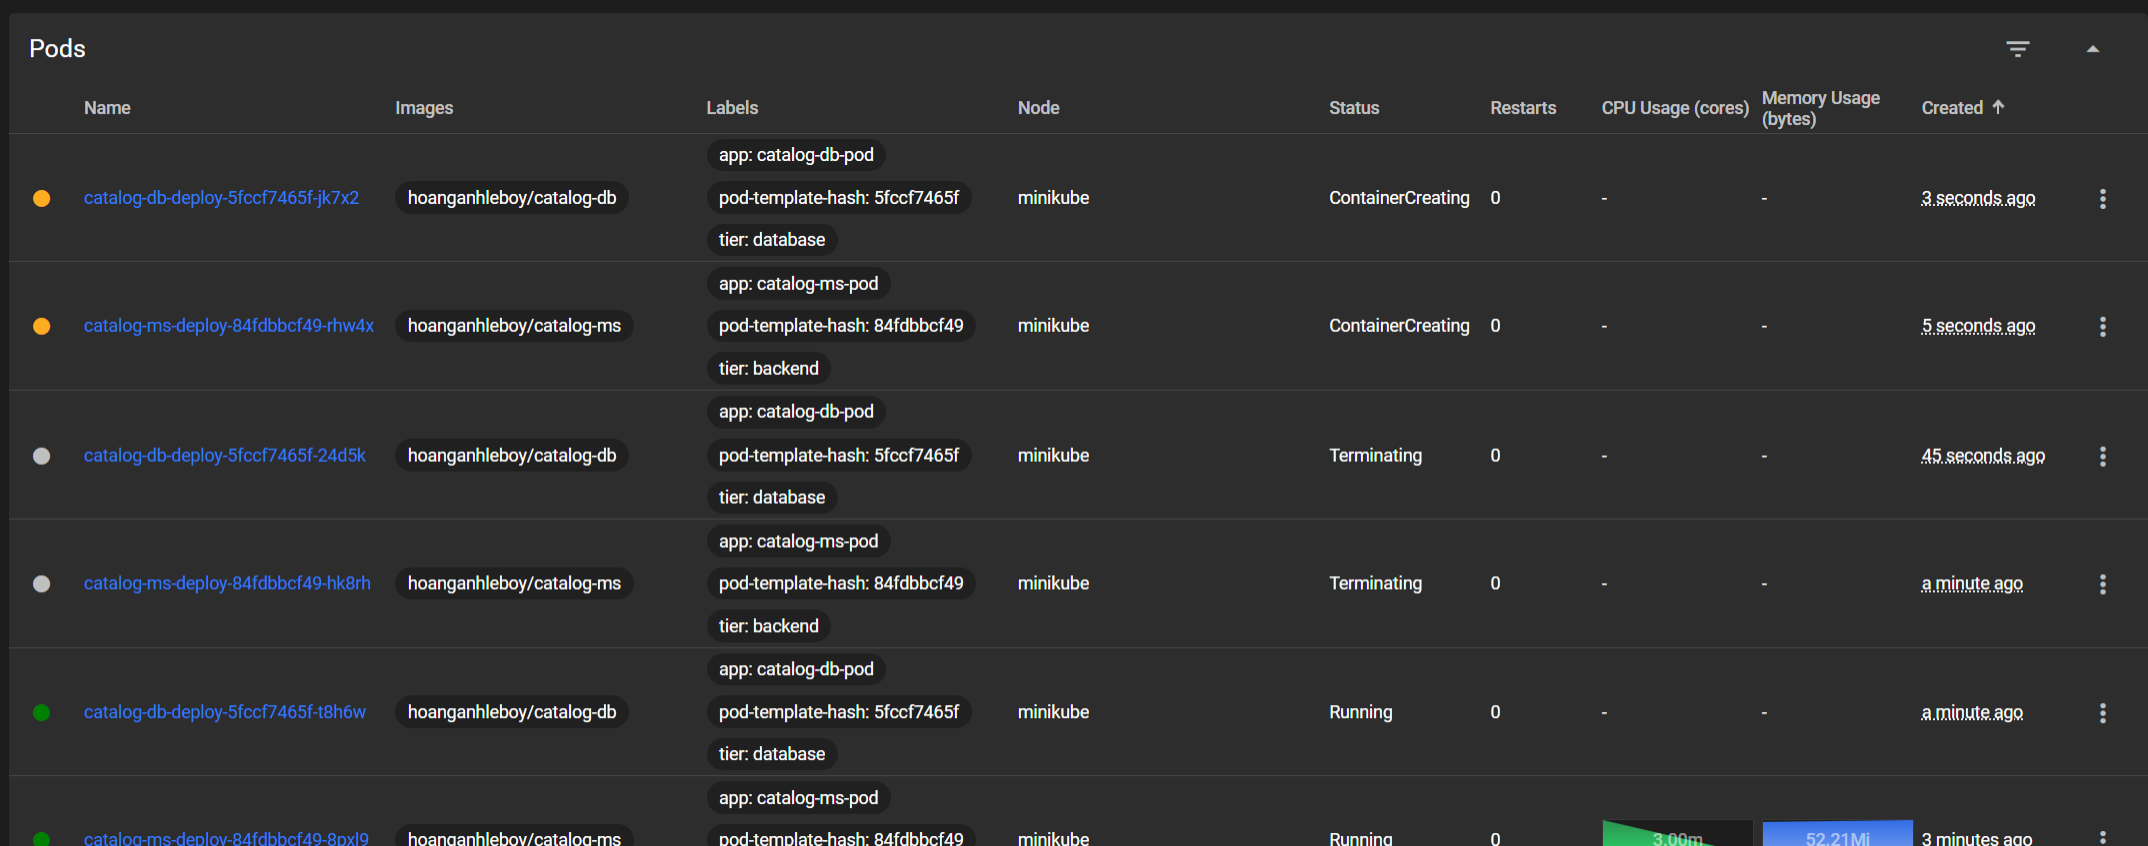 Pods
Name Images Labels Node Status Restarts CPU Usage (cores) Memory Usage (bytes) Created
app: catalog-db-pod
catalog-db-deploy-5fccf7465f-jk7x2 hoanganhleboy/catalog-db pod-template-hash: 5fccf7465f minikube ContainerCreating 0 - - 3 seconds ago
tier: database
app: catalog-ms-pod
catalog-ms-deploy-84fdbbcf49-rhw4x hoanganhleboy/catalog-ms pod-template-hash: 84fdbbcf49 minikube ContainerCreating 0 - - 5 seconds ago
tier: backend
app: catalog-db-pod
catalog-db-deploy-5fccf7465f-24d5k hoanganhleboy/catalog-db pod-template-hash: 5fccf7465f minikube Terminating 0 - - 45 seconds ago
tier: database
app: catalog-ms-pod
catalog-ms-deploy-84fdbbcf49-hk8rh hoanganhleboy/catalog-ms pod-template-hash: 84fdbbcf49 minikube Terminating 0 - - a minute ago
tier: backend
app: catalog-db-pod
catalog-db-deploy-5fccf7465f-t8h6w hoanganhleboy/catalog-db pod-template-hash: 5fccf7465f minikube Running 0 - - a minute ago
tier: database
app: catalog-ms-pod
catalog-ms-deploy-84fdbbcf49-8pxl9 hoanganhleboy/catalog-ms pod-template-hash: 84fdbbcf49 minikube Running 0 3.00m 52.21Mi 3 minutes ago